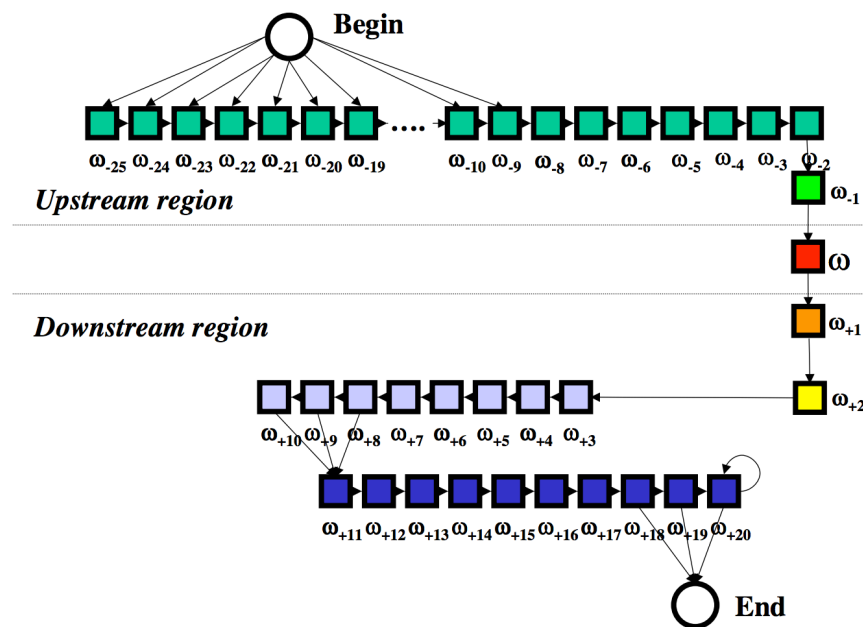 Begin
....
ω-25 ω-24 ω-23 ω-22 ω-21 ω-20 ω-19 ω-10 ω-9 ω-8 ω-7 ω-6 ω-5 ω-4 ω-3 ω-2
ω-1
Upstream region
ω
Downstream region
ω+1
ω+2
ω+10 ω+9 ω+8 ω+7 ω+6 ω+5 ω+4 ω+3
ω+11 ω+12 ω+13 ω+14 ω+15 ω+16 ω+17 ω+18 ω+19 ω+20
End